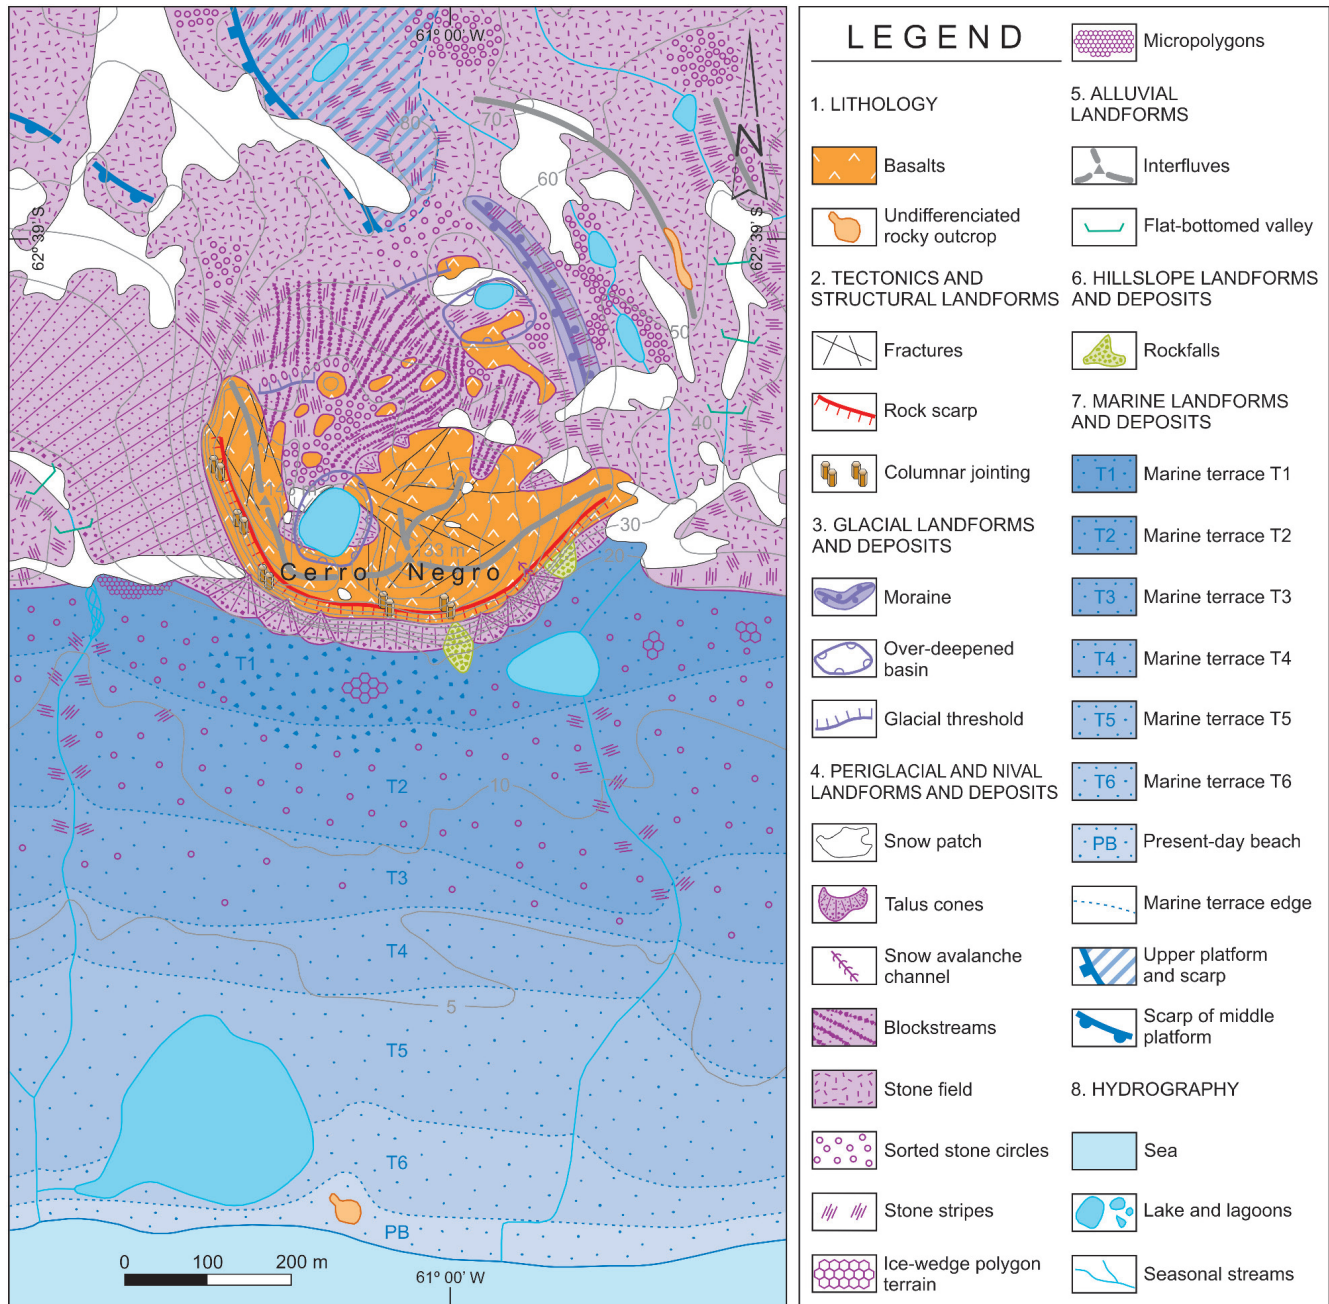 61º 00' W
80
70
60
N
62º 39' S
62º 39' S
50
40
30
20
133 m
Cerro Negro
T1
T2
10
T3
T4
5
T5
T6
PB
0 100 200 m
61º 00' W
LEGEND
1. LITHOLOGY
Basalts
Undifferenciated
rocky outcrop
2. TECTONICS AND
STRUCTURAL LANDFORMS
Fractures
Rock scarp
Columnar jointing
3. GLACIAL LANDFORMS
AND DEPOSITS
Moraine
Over-deepened
basin
Glacial threshold
4. PERIGLACIAL AND NIVAL
LANDFORMS AND DEPOSITS
Snow patch
Talus cones
Snow avalanche
channel
Blockstreams
Stone field
Sorted stone circles
Stone stripes
Ice-wedge polygon
terrain
Micropolygons
5. ALLUVIAL
LANDFORMS
Interfluves
Flat-bottomed valley
6. HILLSLOPE LANDFORMS
AND DEPOSITS
Rockfalls
7. MARINE LANDFORMS
AND DEPOSITS
T1 Marine terrace T1
T2 Marine terrace T2
T3 Marine terrace T3
T4 Marine terrace T4
T5 Marine terrace T5
T6 Marine terrace T6
PB Present-day beach
Marine terrace edge
Upper platform
and scarp
Scarp of middle
platform
8. HYDROGRAPHY
Sea
Lake and lagoons
Seasonal streams